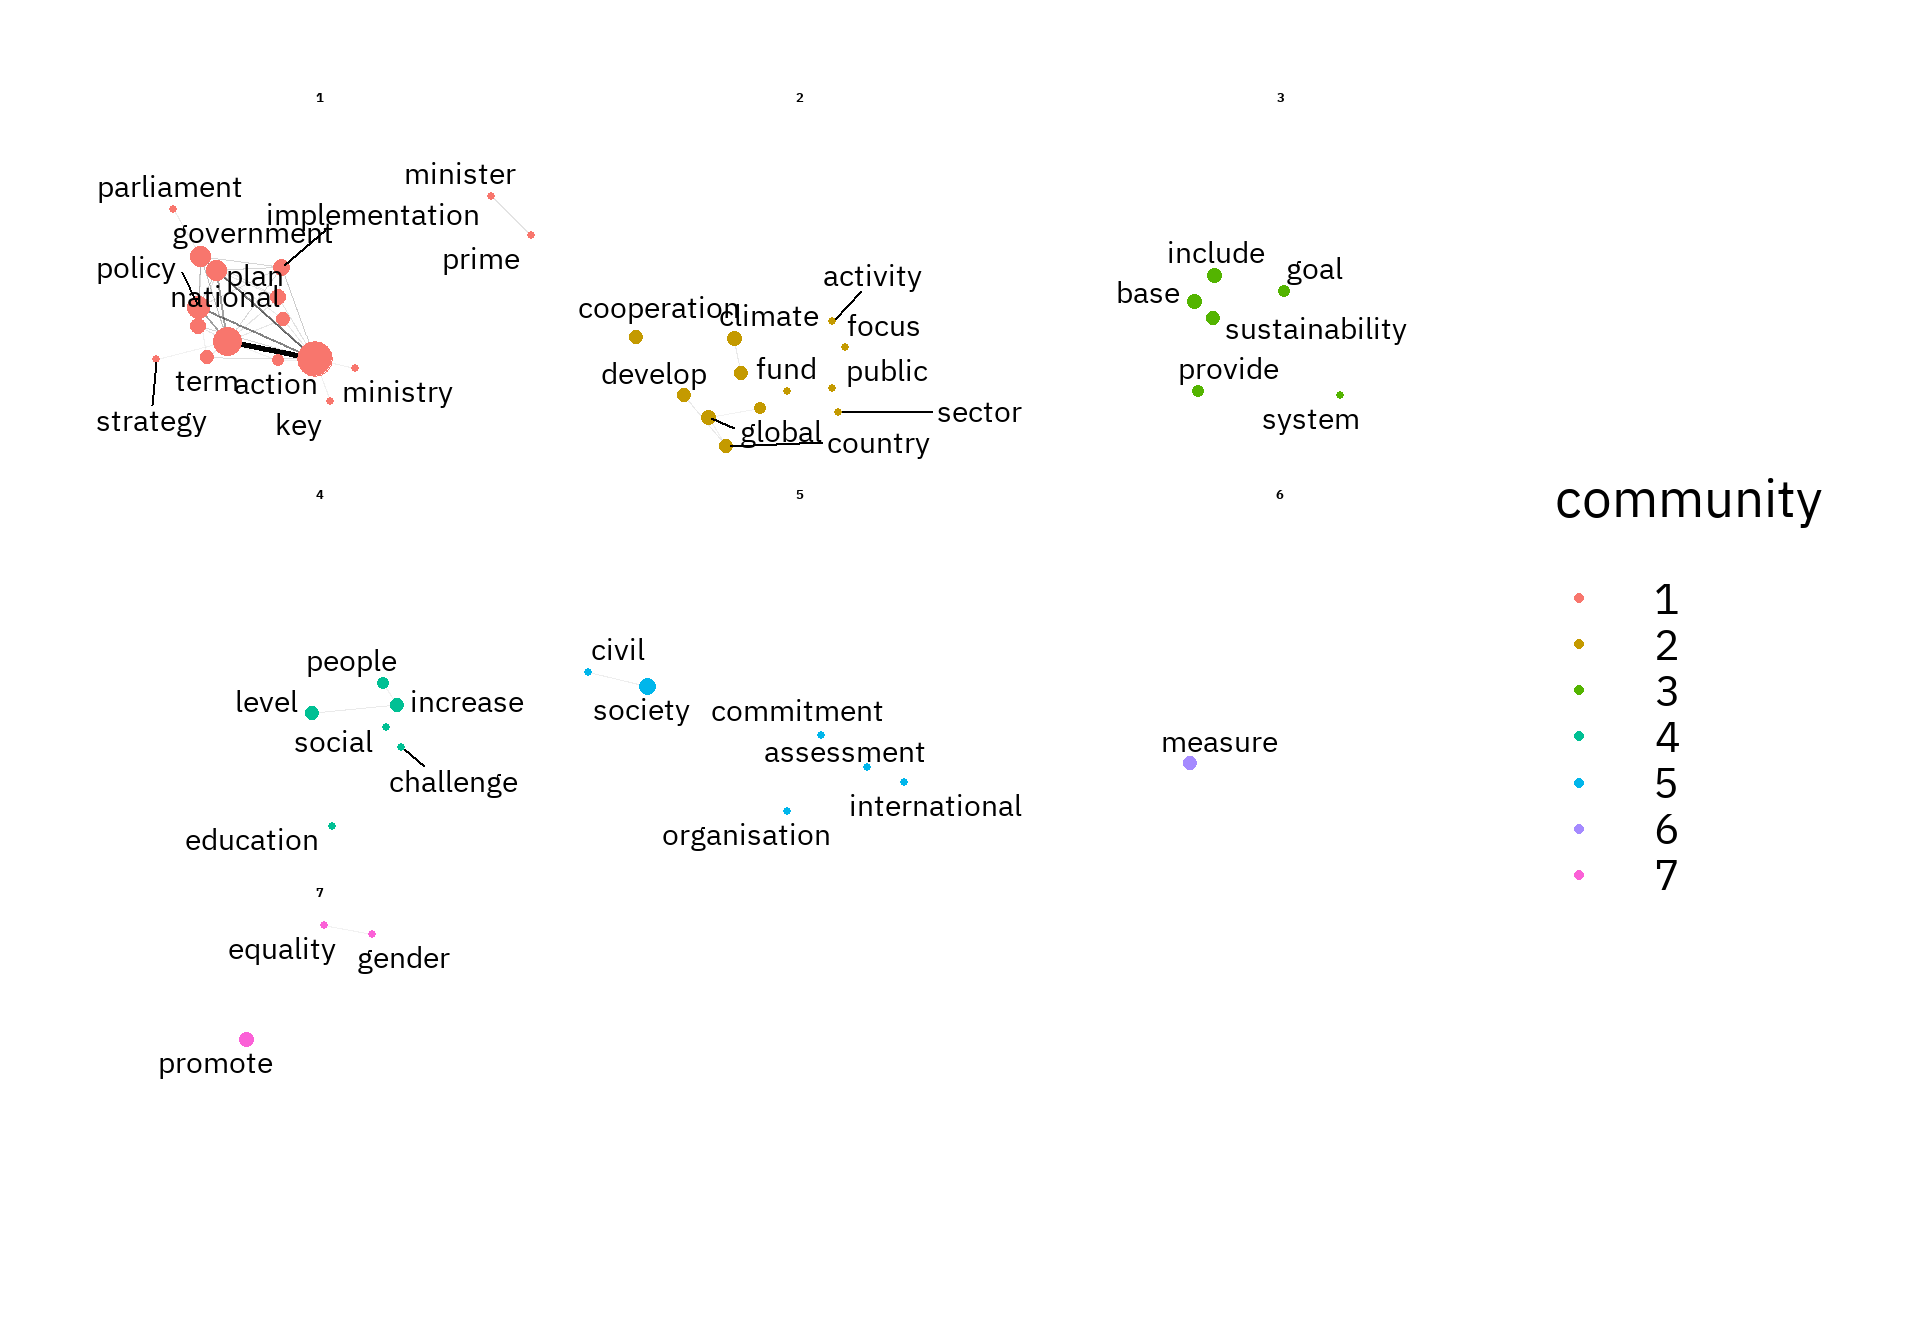 1
parliament
minister
implementation
government
prime
policy
plan
national
term
action
ministry
strategy
key
2
activity
cooperation
climate
focus
develop
fund
public
sector
global
country
3
include
goal
base
sustainability
provide
system
4
people
level
increase
social
challenge
education
5
civil
society
commitment
assessment
international
organisation
6
measure
7
equality
gender
promote
community
1
2
3
4
5
6
7